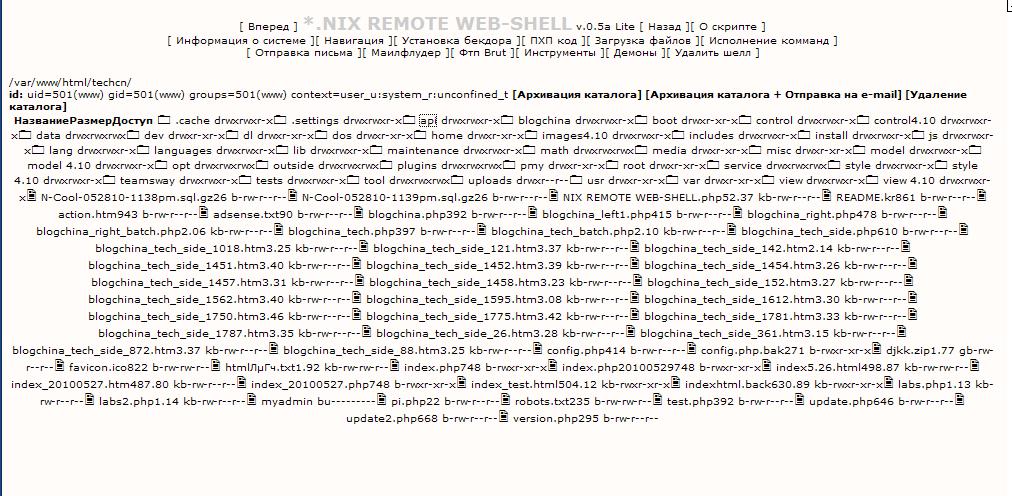 [ Вперед ] *.NIX REMOTE WEB-SHELL v.0.5a Lite [ Назад ][ О скрипте ]
[ Информация о системе ][ Навигация ][ Установка бекдора ][ ПХП код ][ Загрузка файлов ][ Исполнение комманд ]
[ Отправка письма ][ Маилфлудер ][ Фтп Brut ][ Инструменты ][ Демоны ][ Удалить шелл ]
/var/www/html/techcn/
id: uid=501(www) gid=501(www) groups=501(www) context=user_u:system_r:unconfined_t [Архивация каталога] [Архивация каталога + Отправка на e-mail] [Удаление
каталога]
НазваниеРазмерДоступ .cache drwxrwxr-x .settings drwxrwxr-x api drwxrwxr-x blogchina drwxrwxr-x boot drwxr-xr-x control drwxrwxr-x control4.10 drwxrwxr-
x data drwxrwxrwx dev drwxr-xr-x dl drwxr-xr-x dos drwxr-xr-x home drwxr-xr-x images4.10 drwxrwxr-x includes drwxrwxr-x install drwxrwxr-x js drwxrwxr-
x lang drwxrwxr-x languages drwxrwxr-x lib drwxrwxr-x maintenance drwxrwxr-x math drwxrwxrwx media drwxr-xr-x misc drwxr-xr-x model drwxrwxr-x
model 4.10 drwxrwxr-x opt drwxrwxrwx outside drwxrwxr-x plugins drwxrwxrwx pmy drwxr-xr-x root drwxr-xr-x service drwxrwxrwx style drwxrwxr-x style
4.10 drwxrwxr-x teamsway drwxrwxr-x tests drwxrwxr-x tool drwxrwxrwx uploads drwxr--r-- usr drwxr-xr-x var drwxr-xr-x view drwxrwxr-x view 4.10 drwxrwxr-
x N-Cool-052810-1138pm.sql.gz26 b-rw-r--r-- N-Cool-052810-1139pm.sql.gz26 b-rw-r--r-- NIX REMOTE WEB-SHELL.php52.37 kb-rw-r--r-- README.kr861 b-rw-r--r--
action.htm943 b-rw-r--r-- adsense.txt90 b-rw-r--r-- blogchina.php392 b-rw-r--r-- blogchina_left1.php415 b-rw-r--r-- blogchina_right.php478 b-rw-r--r--
blogchina_right_batch.php2.06 kb-rw-r--r-- blogchina_tech.php397 b-rw-r--r-- blogchina_tech_batch.php2.10 kb-rw-r--r-- blogchina_tech_side.php610 b-rw-r--r--
blogchina_tech_side_1018.htm3.25 kb-rw-r--r-- blogchina_tech_side_121.htm3.37 kb-rw-r--r-- blogchina_tech_side_142.htm2.14 kb-rw-r--r--
blogchina_tech_side_1451.htm3.40 kb-rw-r--r-- blogchina_tech_side_1452.htm3.39 kb-rw-r--r-- blogchina_tech_side_1454.htm3.26 kb-rw-r--r--
blogchina_tech_side_1457.htm3.31 kb-rw-r--r-- blogchina_tech_side_1458.htm3.23 kb-rw-r--r-- blogchina_tech_side_152.htm3.27 kb-rw-r--r--
blogchina_tech_side_1562.htm3.40 kb-rw-r--r-- blogchina_tech_side_1595.htm3.08 kb-rw-r--r-- blogchina_tech_side_1612.htm3.30 kb-rw-r--r--
blogchina_tech_side_1750.htm3.46 kb-rw-r--r-- blogchina_tech_side_1775.htm3.42 kb-rw-r--r-- blogchina_tech_side_1781.htm3.33 kb-rw-r--r--
blogchina_tech_side_1787.htm3.35 kb-rw-r--r-- blogchina_tech_side_26.htm3.28 kb-rw-r--r-- blogchina_tech_side_361.htm3.15 kb-rw-r--r--
blogchina_tech_side_872.htm3.37 kb-rw-r--r-- blogchina_tech_side_88.htm3.25 kb-rw-r--r-- config.php414 b-rw-r--r-- config.php.bak271 b-rwxr-xr-x djkk.zip1.77 gb-rw-
r--r-- favicon.ico822 b-rw-r--r-- htmlЛµГч.txt1.92 kb-rw-r--r-- index.php748 b-rwxr-xr-x index.php20100529748 b-rwxr-xr-x index5.26.html498.87 kb-rw-r--r--
index_20100527.htm487.80 kb-rw-r--r-- index_20100527.php748 b-rwxr-xr-x index_test.html504.12 kb-rwxr-xr-x indexhtml.back630.89 kb-rwxr-xr-x labs.php1.13 kb-
rw-r--r-- labs2.php1.14 kb-rw-r--r-- myadmin bu--------- pi.php22 b-rw-r--r-- robots.txt235 b-rw-rw-r-- test.php392 b-rw-r--r-- update.php646 b-rw-r--r--
update2.php668 b-rw-r--r-- version.php295 b-rw-r--r--